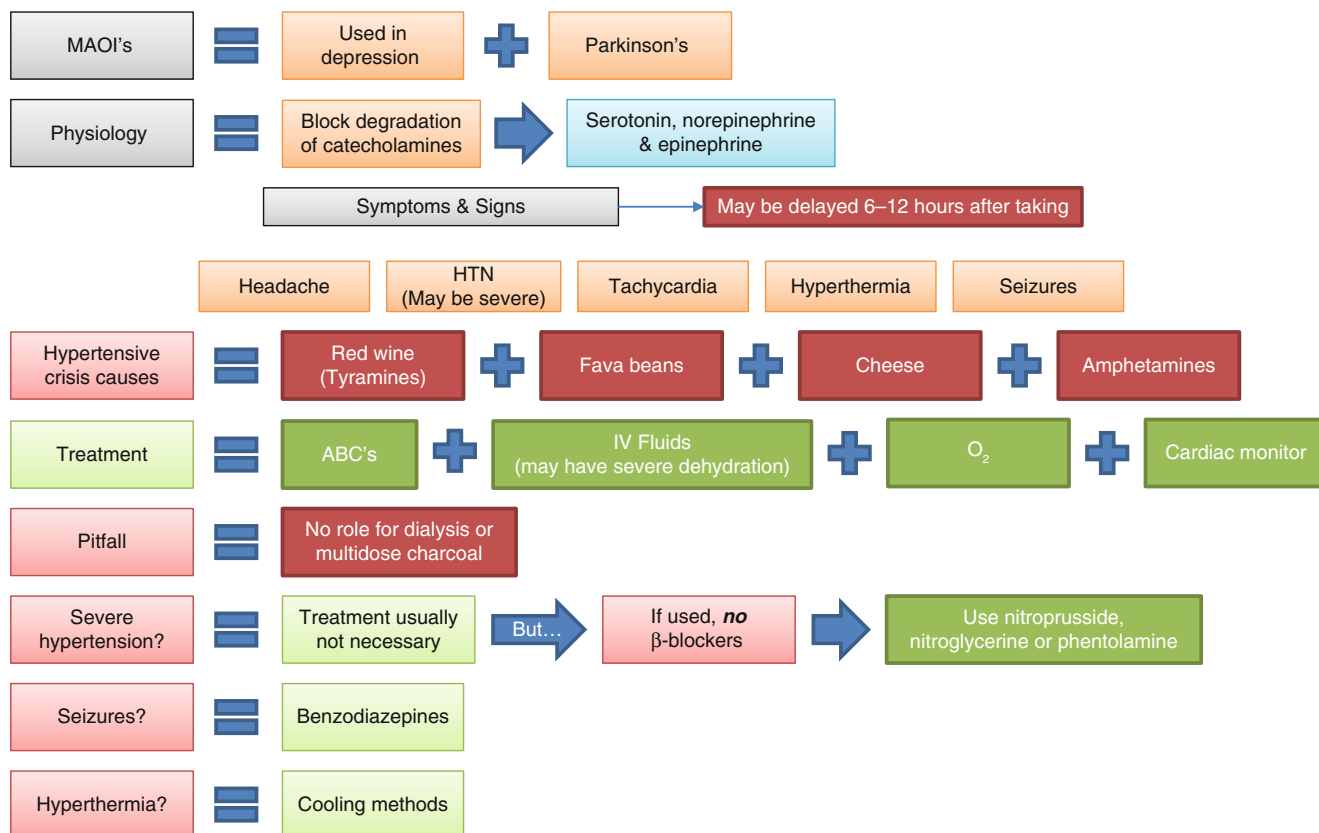 MAOI's
Used in
depression
Parkinson's
Physiology
Block degradation
of catecholamines
Serotonin, norepinephrine
& epinephrine
Symptoms & Signs
May be delayed 6–12 hours after taking
Headache
HTN
(May be severe)
Tachycardia
Hyperthermia
Seizures
Hypertensive
crisis causes
Red wine
(Tyramines)
Fava beans
Cheese
Amphetamines
Treatment
ABC's
IV Fluids
(may have severe dehydration)
O₂
Cardiac monitor
Pitfall
No role for dialysis or
multidose charcoal
Severe
hypertension?
Treatment usually
not necessary
But…
If used, no
β-blockers
Use nitroprusside,
nitroglycerine or phentolamine
Seizures?
Benzodiazepines
Hyperthermia?
Cooling methods